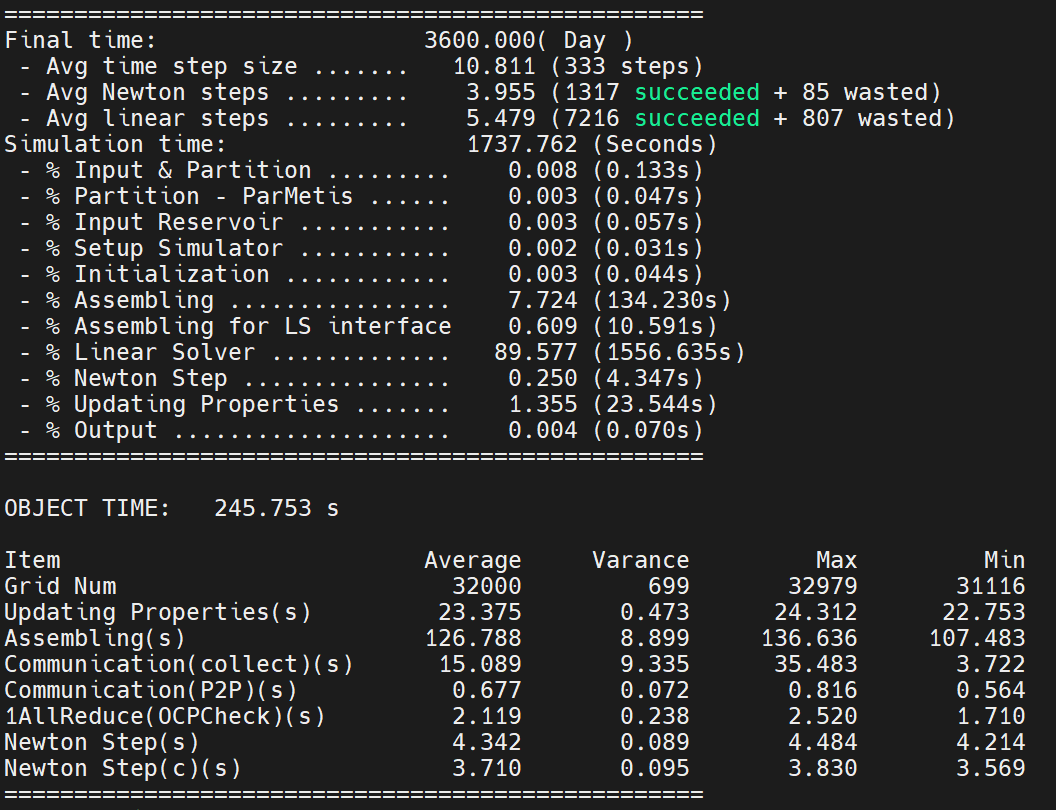 ==================================================
Final time:                   3600.000( Day )
 - Avg time step size .......   10.811 (333 steps)
 - Avg Newton steps .........    3.955 (1317 succeeded + 85 wasted)
 - Avg linear steps .........    5.479 (7216 succeeded + 807 wasted)
Simulation time:                 1737.762 (Seconds)
 - % Input & Partition .........    0.008 (0.133s)
 - % Partition - ParMetis ......    0.003 (0.047s)
 - % Input Reservoir ...........    0.003 (0.057s)
 - % Setup Simulator ...........    0.002 (0.031s)
 - % Initialization ............    0.003 (0.044s)
 - % Assembling ................    7.724 (134.230s)
 - % Assembling for LS interface    0.609 (10.591s)
 - % Linear Solver .............   89.577 (1556.635s)
 - % Newton Step ...............    0.250 (4.347s)
 - % Updating Properties .......    1.355 (23.544s)
 - % Output ....................    0.004 (0.070s)
==================================================
OBJECT TIME:   245.753 s
Item                          Average     Varance         Max         Min
Grid Num                        32000         699       32979       31116
Updating Properties(s)         23.375       0.473      24.312      22.753
Assembling(s)                 126.788       8.899     136.636     107.483
Communication(collect)(s)      15.089       9.335      35.483       3.722
Communication(P2P)(s)           0.677       0.072       0.816       0.564
1AllReduce(OCPCheck)(s)         2.119       0.238       2.520       1.710
Newton Step(s)                  4.342       0.089       4.484       4.214
Newton Step(c)(s)               3.710       0.095       3.830       3.569
==================================================